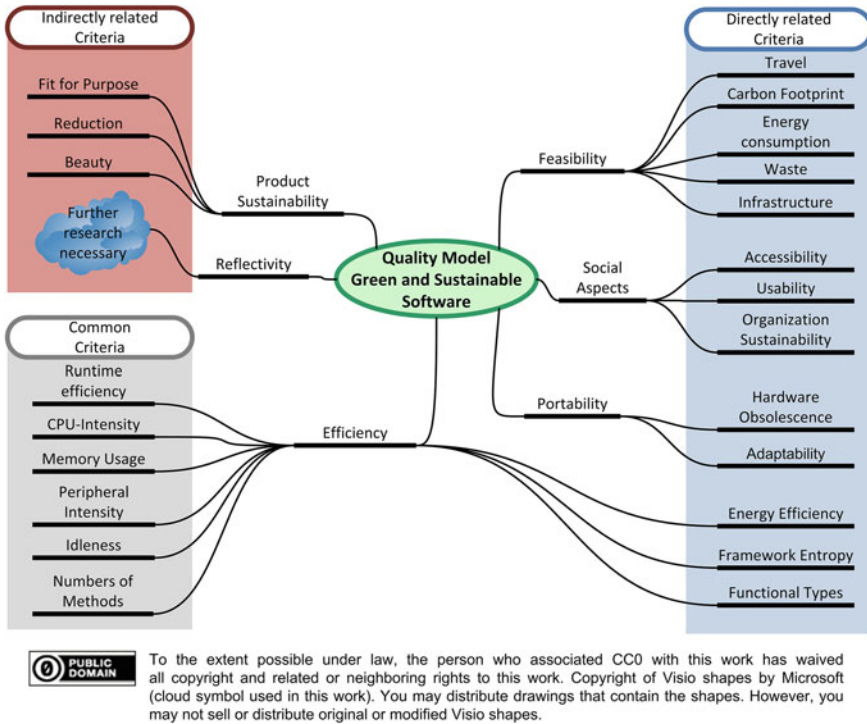 Indirectly related
Criteria
Fit for Purpose
Reduction
Beauty
Further
research
necessary
Product
Sustainability
Reflectivity
Quality Model
Green and Sustainable
Software
Common
Criteria
Runtime
efficiency
CPU-Intensity
Memory Usage
Peripheral
Intensity
Idleness
Numbers of
Methods
Efficiency
Directly related
Criteria
Travel
Carbon Footprint
Energy
consumption
Waste
Infrastructure
Feasibility
Accessibility
Usability
Organization
Sustainability
Social
Aspects
Hardware
Obsolescence
Adaptability
Portability
Energy Efficiency
Framework Entropy
Functional Types
PUBLIC
DOMAIN
To the extent possible under law, the person who associated CC0 with this work has waived
all copyright and related or neighboring rights to this work. Copyright of Visio shapes by Microsoft
(cloud symbol used in this work). You may distribute drawings that contain the shapes. However, you
may not sell or distribute original or modified Visio shapes.